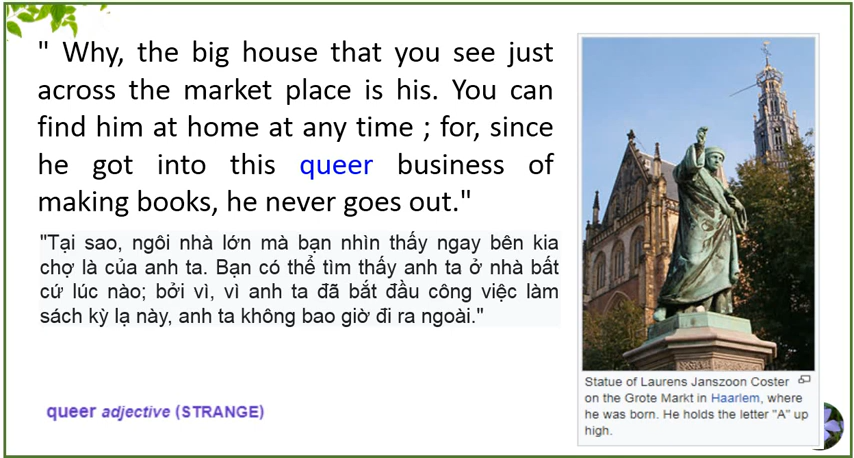 " Why, the big house that you see just
across the market place is his. You can
find him at home at any time ; for, since
he got into this queer business of
making books, he never goes out."
"Tại sao, ngôi nhà lớn mà bạn nhìn thấy ngay bên kia
chợ là của anh ta. Bạn có thể tìm thấy anh ta ở nhà bất
cứ lúc nào; bởi vì, vì anh ta đã bắt đầu công việc làm
sách kỳ lạ này, anh ta không bao giờ đi ra ngoài."
queer adjective (STRANGE)
Statue of Laurens Janszoon Coster
on the Grote Markt in Haarlem, where
he was born. He holds the letter "A" up
high.